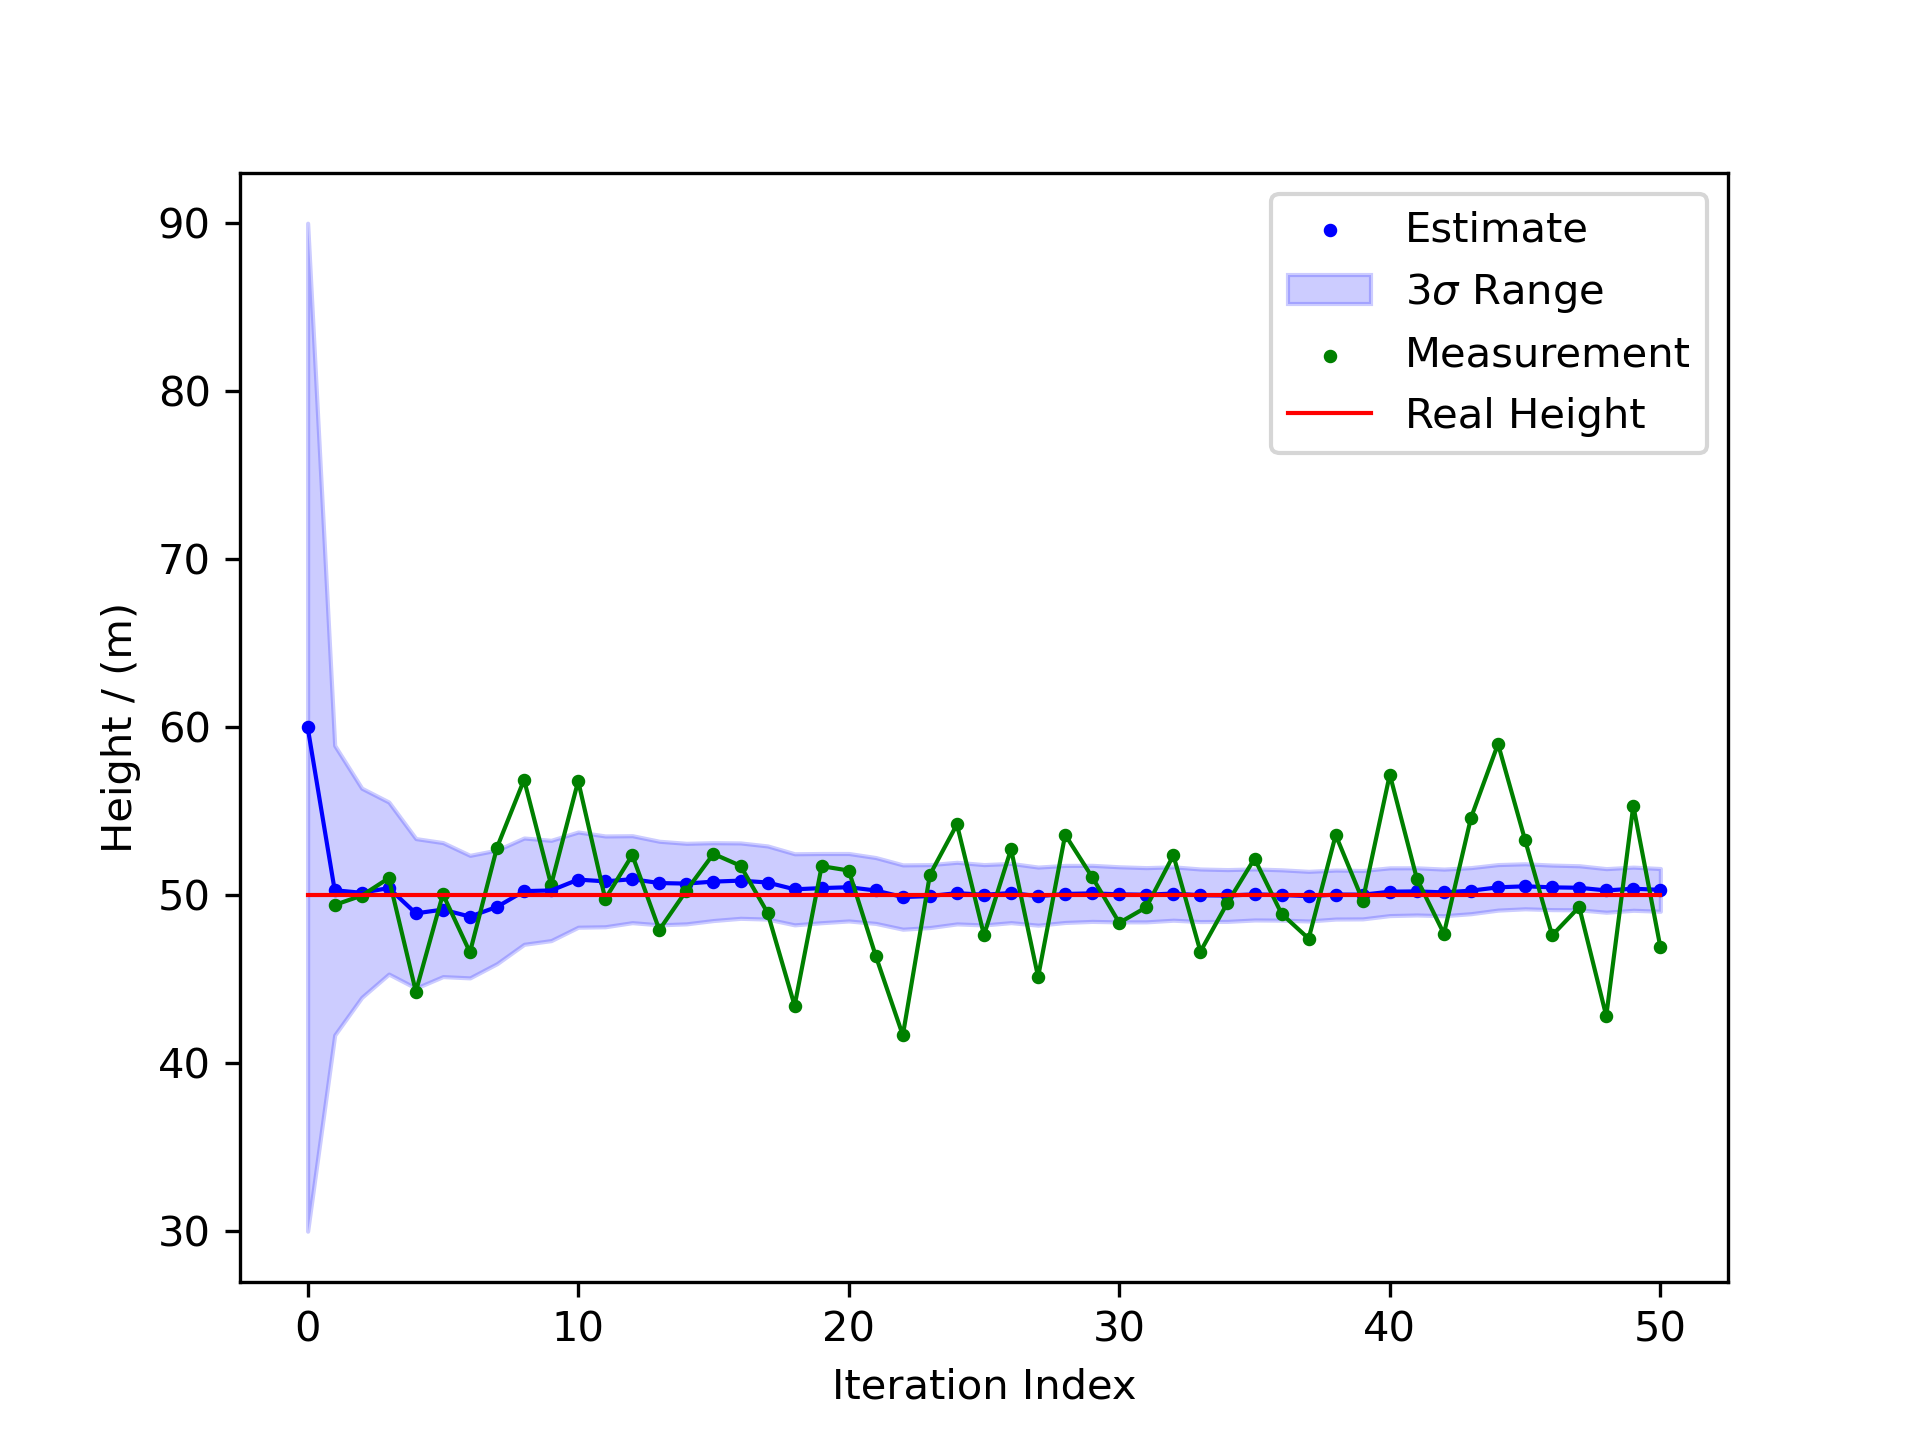 Estimate
3σ Range
Measurement
Real Height
90
80
70
60
50
40
30
Height / (m)
0 10 20 30 40 50
Iteration Index